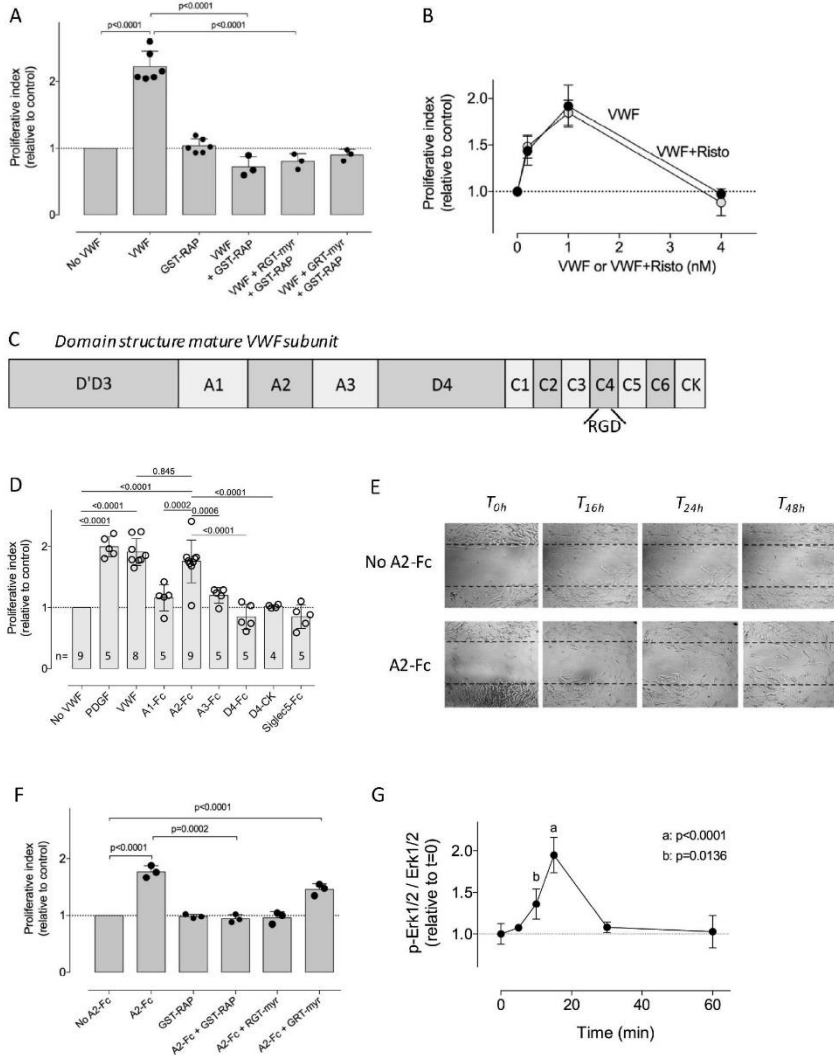 A
p<0.0001
p<0.0001
p<0.0001
Proliferative index
(relative to control)
2
1
0
No VWF
VWF
GST-RAP
VWF
+ GST-RAP
VWF + RGT-myr
+ GST-RAP
VWF + GRT-myr
+ GST-RAP
B
Proliferative index
(relative to control)
2.0
1.5
1.0
VWF
VWF+Risto
0 1 2 3 4
VWF or VWF+Risto (nM)
C
Domain structure mature VWF subunit
D'D3 A1 A2 A3 D4 C1 C2 C3 C4 C5 C6 CK
RGD
D
0.845
<0.0001
<0.0001
<0.0001
0.0002
<0.0001
0.0006
<0.0001
Proliferative index
(relative to control)
2
1
0
n= 9 5 8 5 9 5 5 4 5
No VWF
PDGF
VWF
A1-Fc
A2-Fc
A3-Fc
D4-Fc
D4-CK
Siglec5-Fc
E
T0h T16h T24h T48h
No A2-Fc
A2-Fc
F
p<0.0001
p=0.0002
p<0.0001
Proliferative index
(relative to control)
2
1
0
No A2-Fc
A2-Fc
GST-RAP
A2-Fc + GST-RAP
A2-Fc + RGT-myr
A2-Fc + GRT-myr
G
p-Erk1/2 / Erk1/2
(relative to t=0)
2.0
1.5
1.0
a
b
a: p<0.0001
b: p=0.0136
0 20 40 60
Time (min)